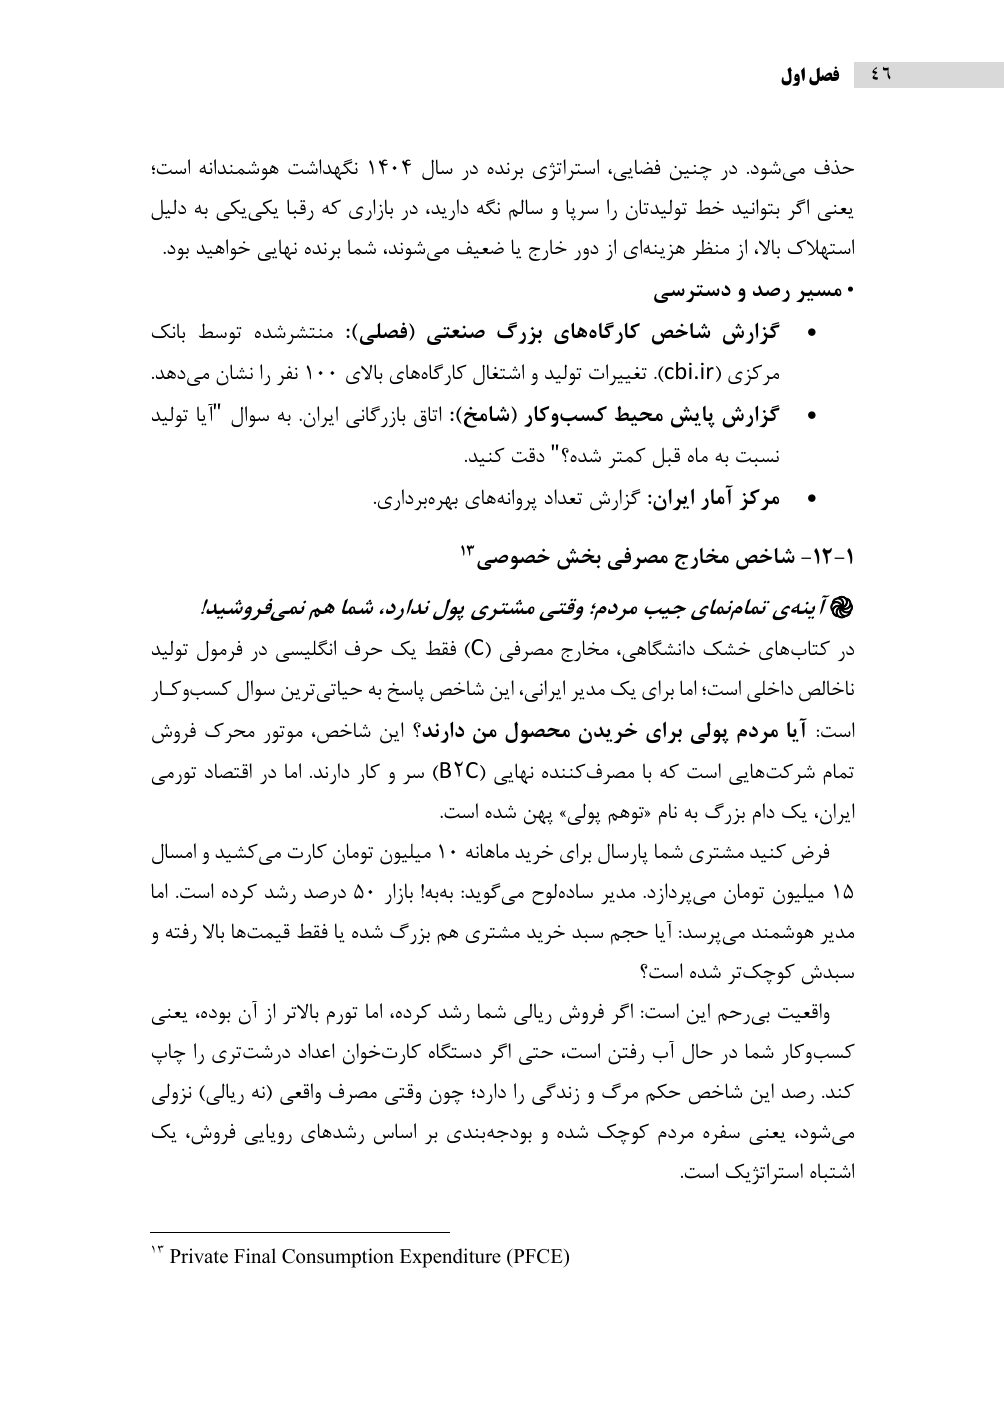 ۴۶ فصل اول
حذف می‌شود. در چنین فضایی، استراتژی برنده در سال ۱۴۰۴ نگهداشت هوشمندانه است؛
یعنی اگر بتوانید خط تولیدتان را سرپا و سالم نگه دارید، در بازاری که رقبا یکی‌یکی به دلیل
استهلاک بالا، از منظر هزینه‌ای از دور خارج یا ضعیف می‌شوند، شما برنده نهایی خواهید بود.
• مسیر رصد و دسترسی
• گزارش شاخص کارگاه‌های بزرگ صنعتی (فصلی): منتشرشده توسط بانک
مرکزی (cbi.ir). تغییرات تولید و اشتغال کارگاه‌های بالای ۱۰۰ نفر را نشان می‌دهد.
• گزارش پایش محیط کسب‌وکار (شامخ): اتاق بازرگانی ایران. به سوال "آیا تولید
نسبت به ماه قبل کمتر شده؟" دقت کنید.
• مرکز آمار ایران: گزارش تعداد پروانه‌های بهره‌برداری.
۱-۱۲- شاخص مخارج مصرفی بخش خصوصی۱۳
آینه‌ی تمام‌نمای جیب مردم؛ وقتی مشتری پول ندارد، شما هم نمی‌فروشید!
در کتاب‌های خشک دانشگاهی، مخارج مصرفی (C) فقط یک حرف انگلیسی در فرمول تولید
ناخالص داخلی است؛ اما برای یک مدیر ایرانی، این شاخص پاسخ به حیاتی‌ترین سوال کسب‌وکـار
است: آیا مردم پولی برای خریدن محصول من دارند؟ این شاخص، موتور محرک فروش
تمام شرکت‌هایی است که با مصرف‌کننده نهایی (B۲C) سر و کار دارند. اما در اقتصاد تورمی
ایران، یک دام بزرگ به نام «توهم پولی» پهن شده است.
فرض کنید مشتری شما پارسال برای خرید ماهانه ۱۰ میلیون تومان کارت می‌کشید و امسال
۱۵ میلیون تومان می‌پردازد. مدیر ساده‌لوح می‌گوید: به‌به! بازار ۵۰ درصد رشد کرده است. اما
مدیر هوشمند می‌پرسد: آیا حجم سبد خرید مشتری هم بزرگ شده یا فقط قیمت‌ها بالا رفته و
سبدش کوچک‌تر شده است؟
واقعیت بی‌رحم این است: اگر فروش ریالی شما رشد کرده، اما تورم بالاتر از آن بوده، یعنی
کسب‌وکار شما در حال آب رفتن است، حتی اگر دستگاه کارت‌خوان اعداد درشت‌تری را چاپ
کند. رصد این شاخص حکم مرگ و زندگی را دارد؛ چون وقتی مصرف واقعی (نه ریالی) نزولی
می‌شود، یعنی سفره مردم کوچک شده و بودجه‌بندی بر اساس رشدهای رویایی فروش، یک
اشتباه استراتژیک است.
۱۳ Private Final Consumption Expenditure (PFCE)